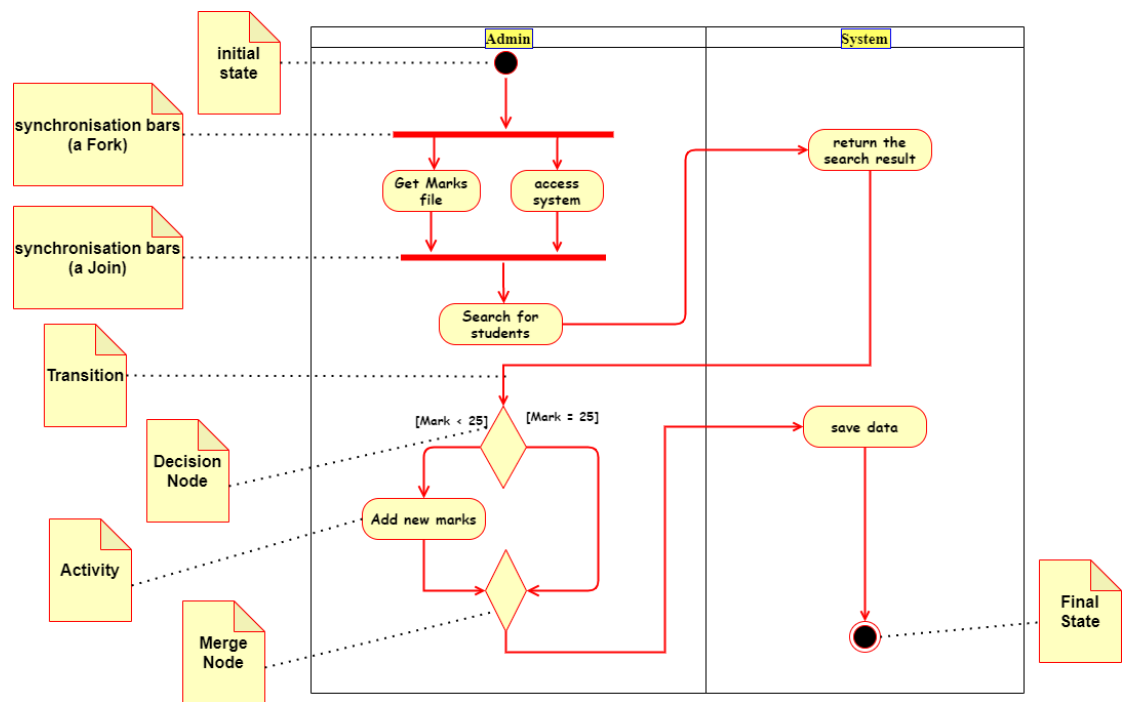 Admin
System
initial
state
synchronisation bars
(a Fork)
return the
search result
Get Marks
file
access
system
synchronisation bars
(a Join)
Search for
students
Transition
[Mark < 25]
[Mark = 25]
save data
Decision
Node
Add new marks
Activity
Final
State
Merge
Node